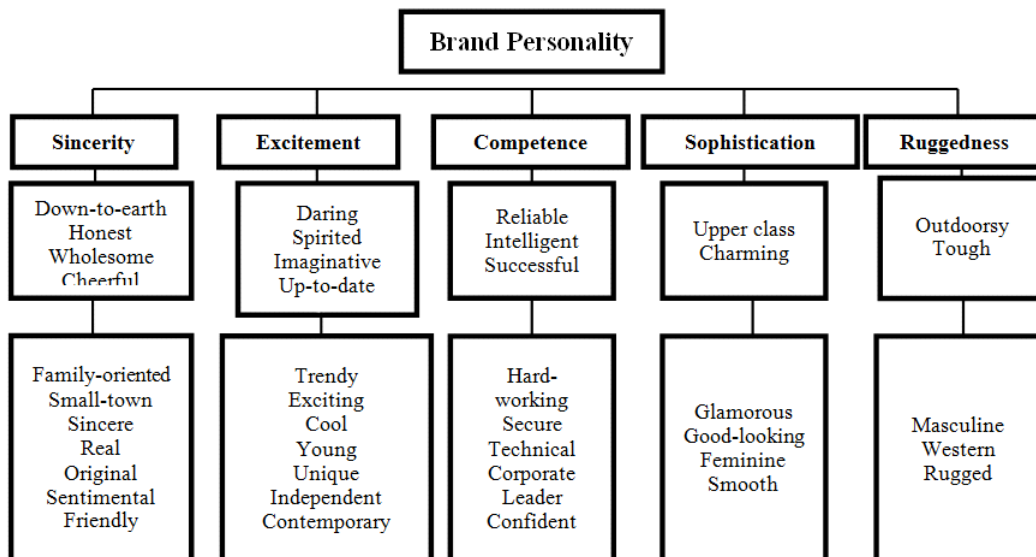 Brand Personality
Sincerity
Excitement
Competence
Sophistication
Ruggedness
Down-to-earth
Honest
Wholesome
Cheerful
Daring
Spirited
Imaginative
Up-to-date
Reliable
Intelligent
Successful
Upper class
Charming
Outdoorsy
Tough
Family-oriented
Small-town
Sincere
Real
Original
Sentimental
Friendly
Trendy
Exciting
Cool
Young
Unique
Independent
Contemporary
Hard-
working
Secure
Technical
Corporate
Leader
Confident
Glamorous
Good-looking
Feminine
Smooth
Masculine
Western
Rugged